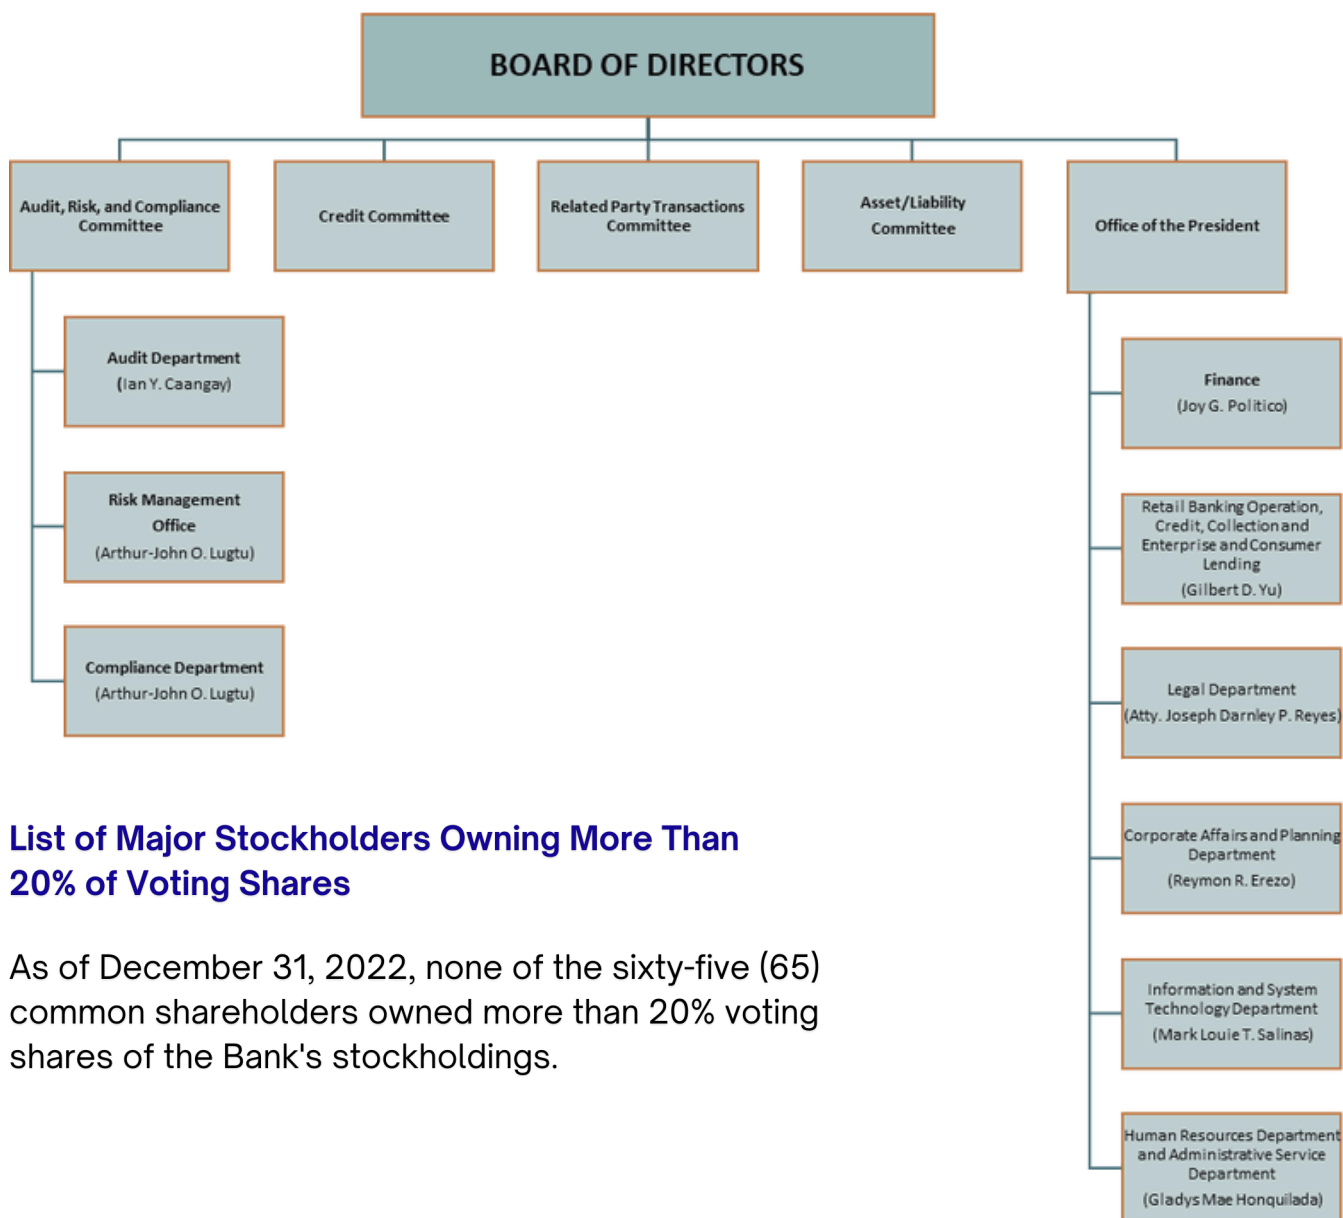 BOARD OF DIRECTORS
Audit, Risk, and Compliance
Committee
Credit Committee
Related Party Transactions
Committee
Asset/Liability
Committee
Office of the President
Audit Department
(Ian Y. Caangay)
Risk Management
Office
(Arthur-John O. Lugtu)
Compliance Department
(Arthur-John O. Lugtu)
Finance
(Joy G. Politico)
Retail Banking Operation,
Credit, Collection and
Enterprise and Consumer
Lending
(Gilbert D. Yu)
Legal Department
(Atty. Joseph Darnley P. Reyes)
Corporate Affairs and Planning
Department
(Reymon R. Erezo)
Information and System
Technology Department
(Mark Louie T. Salinas)
Human Resources Department
and Administrative Service
Department
(Gladys Mae Honquilada)
List of Major Stockholders Owning More Than
20% of Voting Shares
As of December 31, 2022, none of the sixty-five (65)
common shareholders owned more than 20% voting
shares of the Bank's stockholdings.